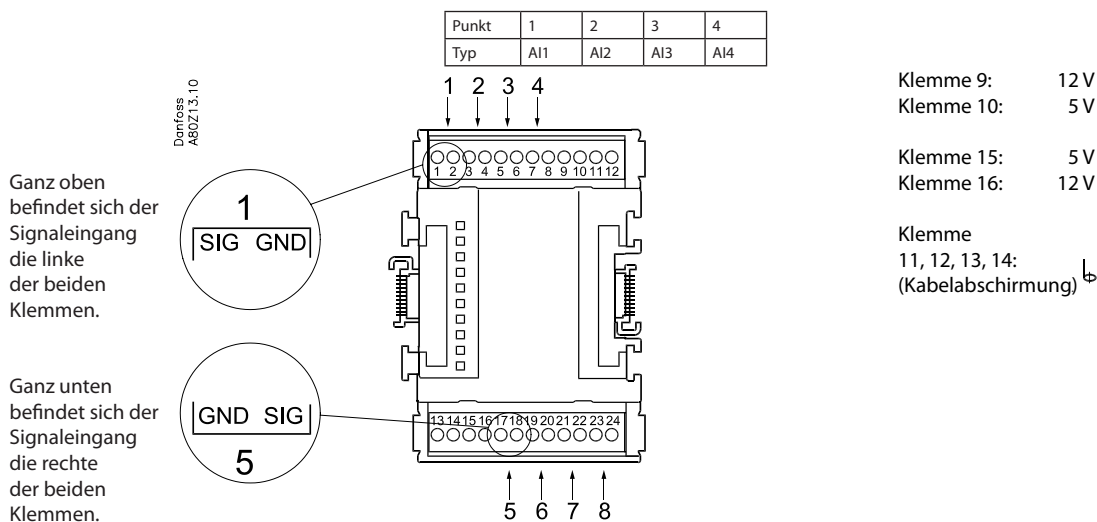 Punkt 1 2 3 4
Typ AI1 AI2 AI3 AI4
1 2 3 4
Danfoss
A80Z13.10
1 2 3 4 5 6 7 8 9 10 11 12
Ganz oben
befindet sich der
Signaleingang
die linke
der beiden
Klemmen.
1
SIG GND
Ganz unten
befindet sich der
Signaleingang
die rechte
der beiden
Klemmen.
GND SIG
5
13 14 15 16 17 18 19 20 21 22 23 24
5 6 7 8
Klemme 9: 12 V
Klemme 10: 5 V
Klemme 15: 5 V
Klemme 16: 12 V
Klemme
11, 12, 13, 14:
(Kabelabschirmung)